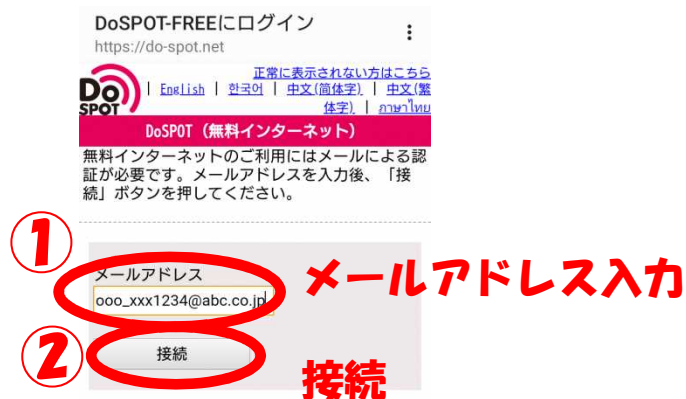 DoSPOT-FREEにログイン
https://do-spot.net
正常に表示されない方はこちら
Do SPOT | English | 한국어 | 中文(简体字) | 中文(繁
体字) | ภาษาไทย
DoSPOT (無料インターネット)
無料インターネットのご利用にはメールによる認
証が必要です。メールアドレスを入力後、「接
続」ボタンを押してください。
①
メールアドレス
メールアドレス入力
ooo_xxx1234@abc.co.jp
②
接続
接続